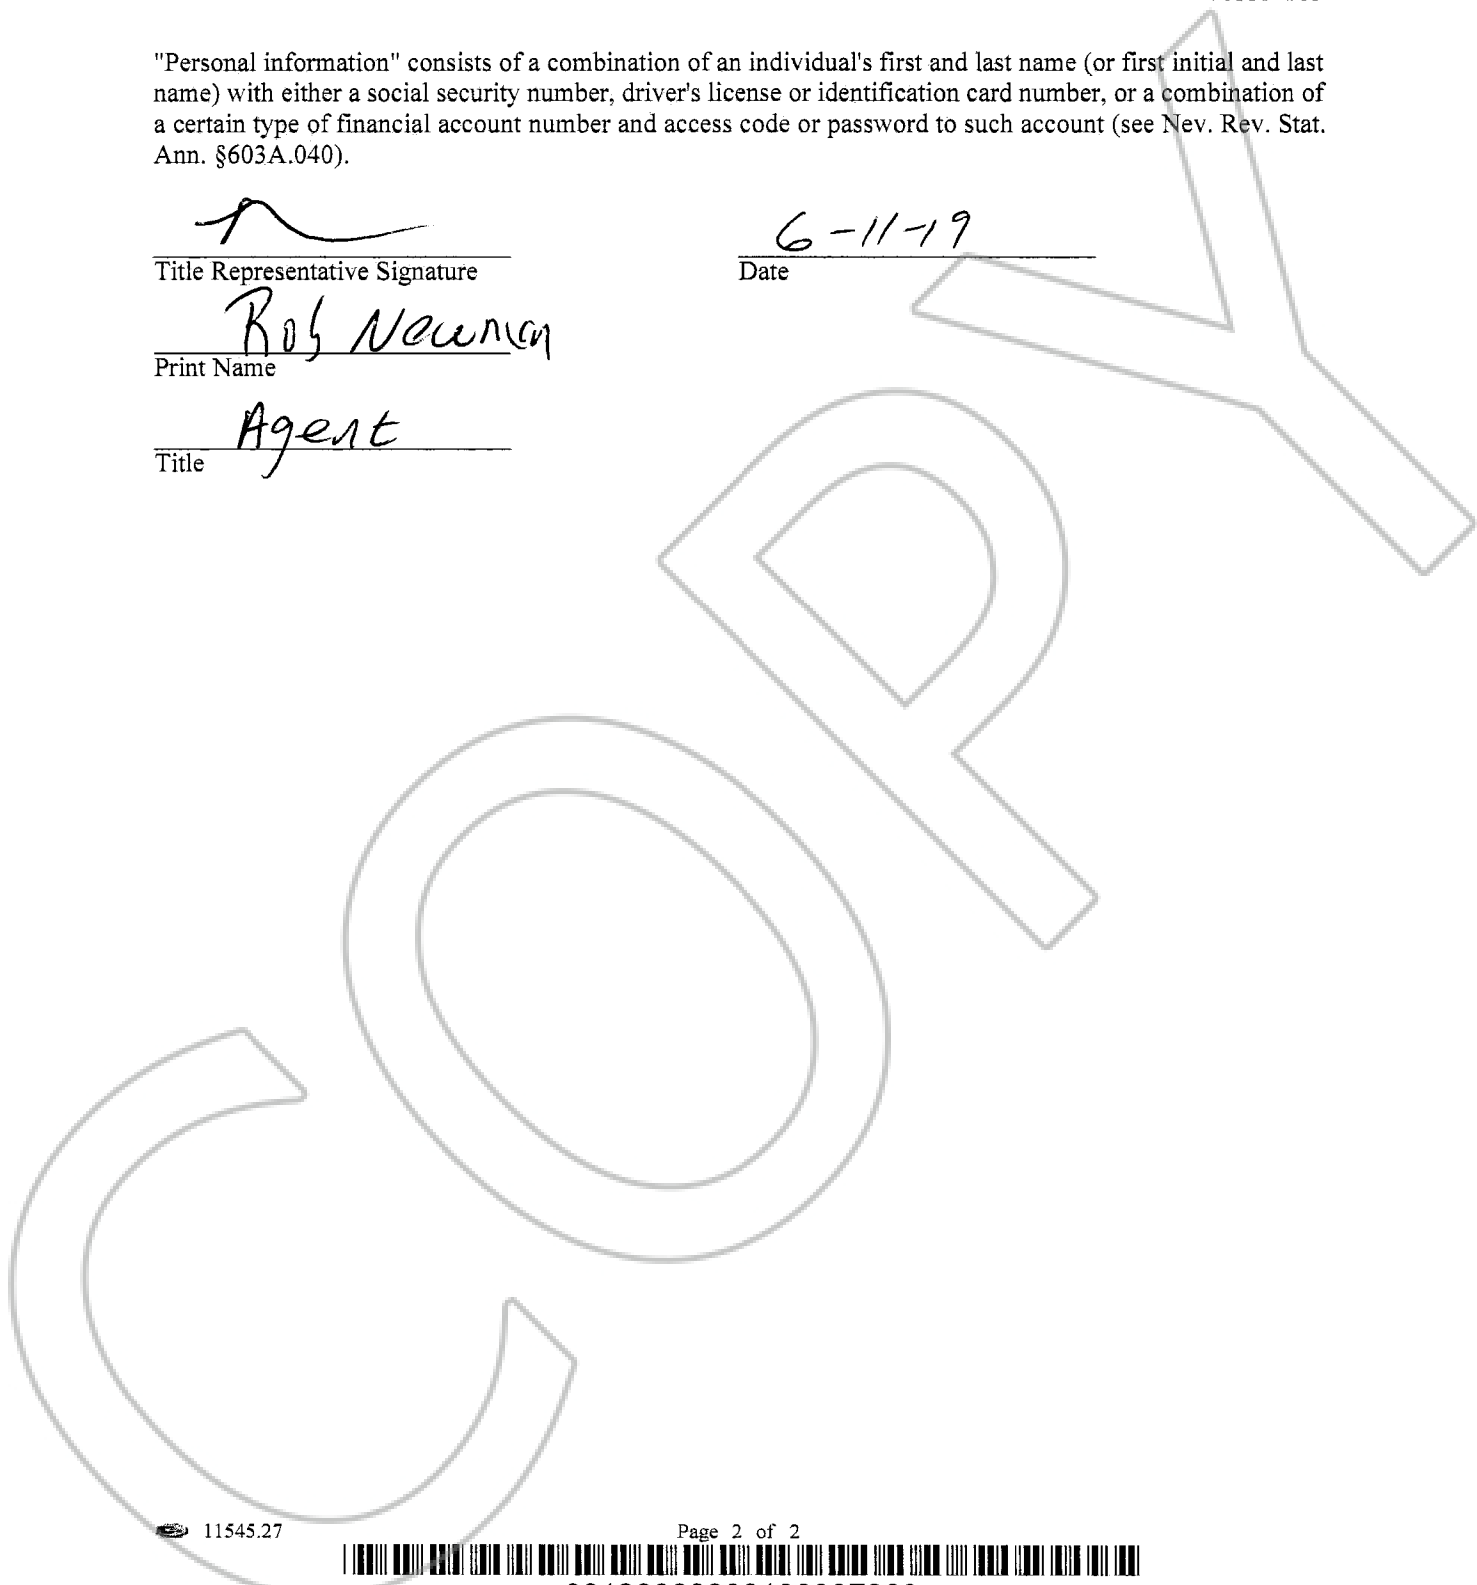 "Personal information" consists of a combination of an individual's first and last name (or first initial and last
name) with either a social security number, driver's license or identification card number, or a combination of
a certain type of financial account number and access code or password to such account (see Nev. Rev. Stat.
Ann. §603A.040).
6-11-19
Title Representative Signature Date
Rob Newman
Print Name
Agent
Title
COPY
11545.27 Page 2 of 2